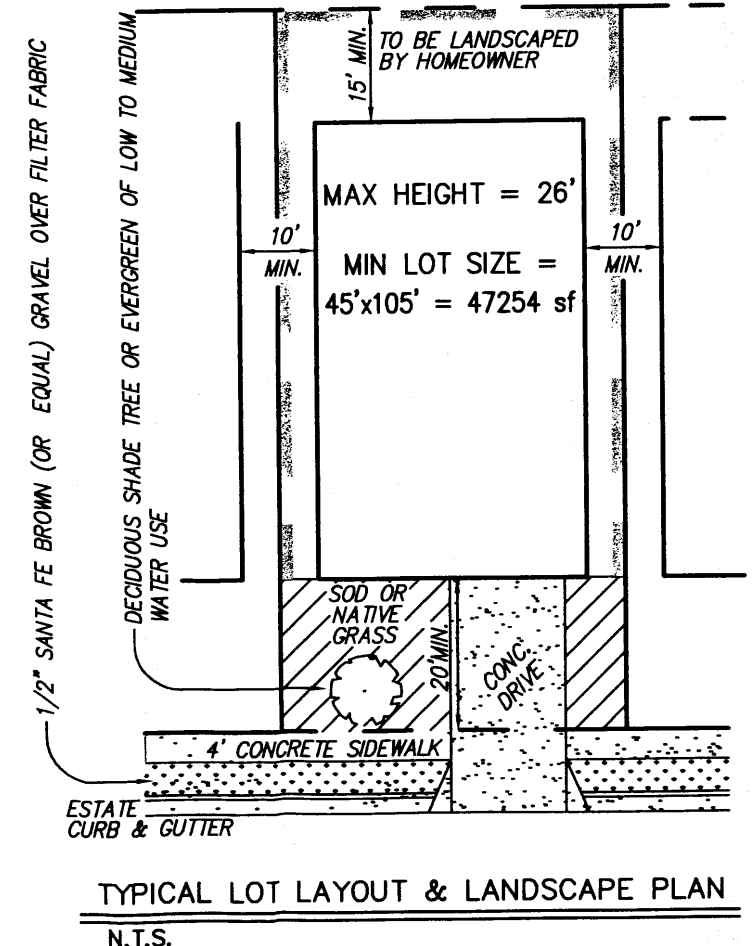 1/2" SANTA FE BROWN (OR EQUAL) GRAVEL OVER FILTER FABRIC
DECIDUOUS SHADE TREE OR EVERGREEN OF LOW TO MEDIUM
WATER USE
15' MIN.
TO BE LANDSCAPED
BY HOMEOWNER
MAX HEIGHT = 26'
10'
MIN.
10'
MIN.
MIN LOT SIZE =
45'x105' = 47254 sf
SOD OR
NATIVE
GRASS
20'MIN.
CONC.
DRIVE
4' CONCRETE SIDEWALK
ESTATE
CURB & GUTTER
TYPICAL LOT LAYOUT & LANDSCAPE PLAN
N.T.S.